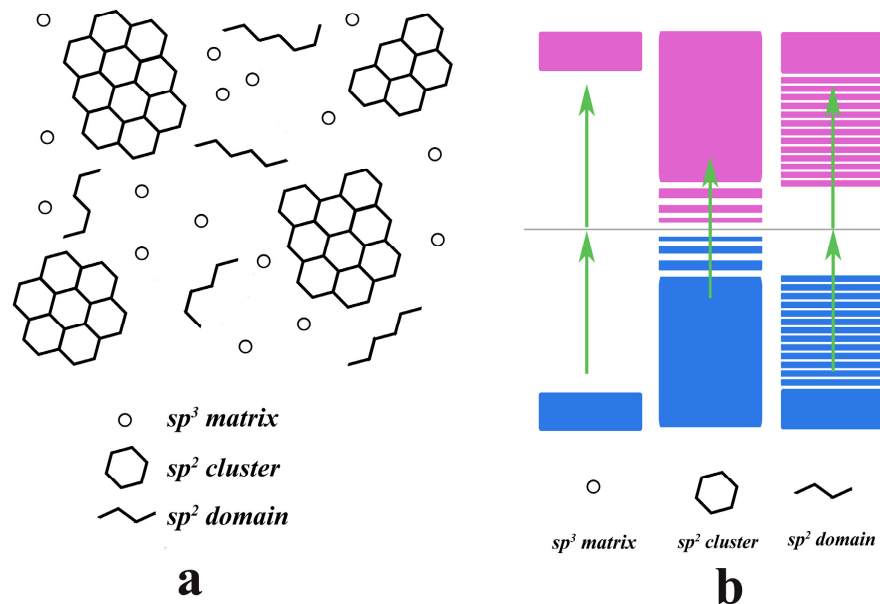 sp³ matrix
sp² cluster
sp² domain
a
sp³ matrix
sp² cluster
sp² domain
b